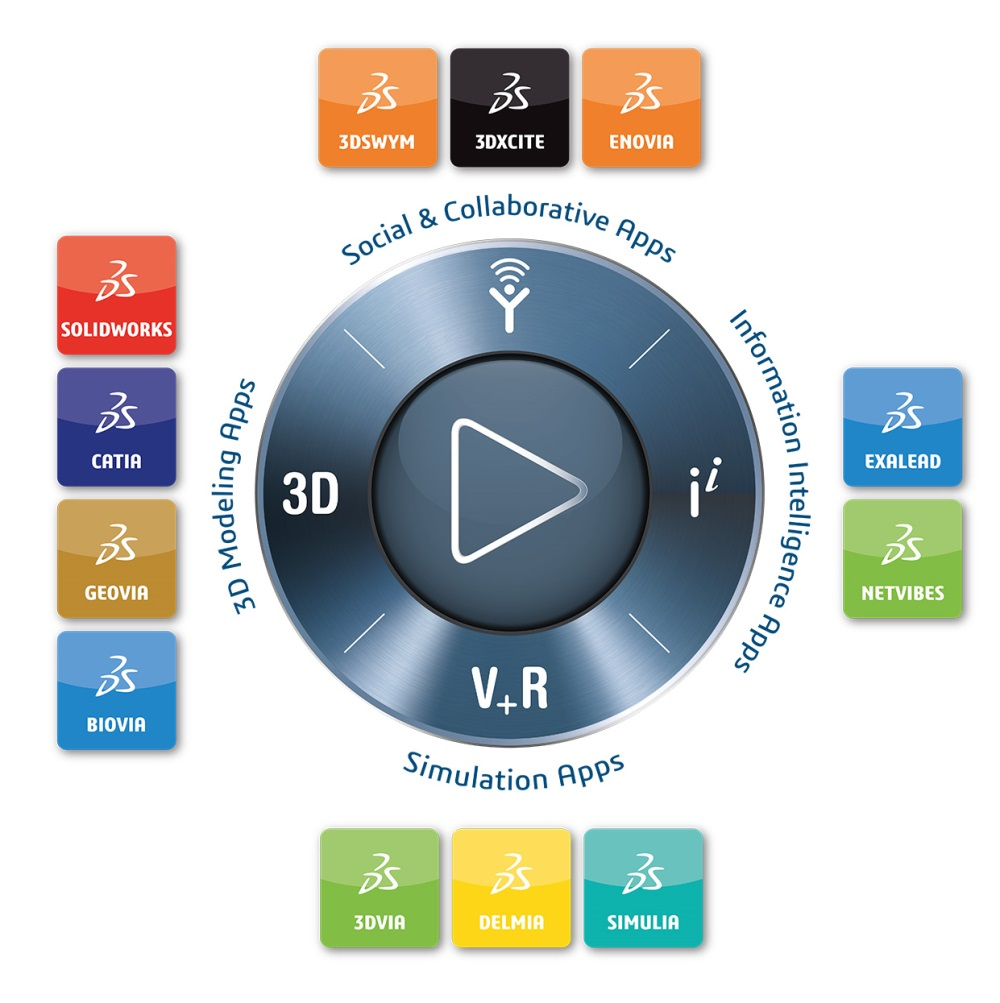 3DSWYM
3DXCITE
ENOVIA
Social & Collaborative Apps
SOLIDWORKS
CATIA
GEOVIA
BIOVIA
3D Modeling Apps
3D
i i
V+R
Information Intelligence Apps
EXALEAD
NETVIBES
Simulation Apps
3DVIA
DELMIA
SIMULIA